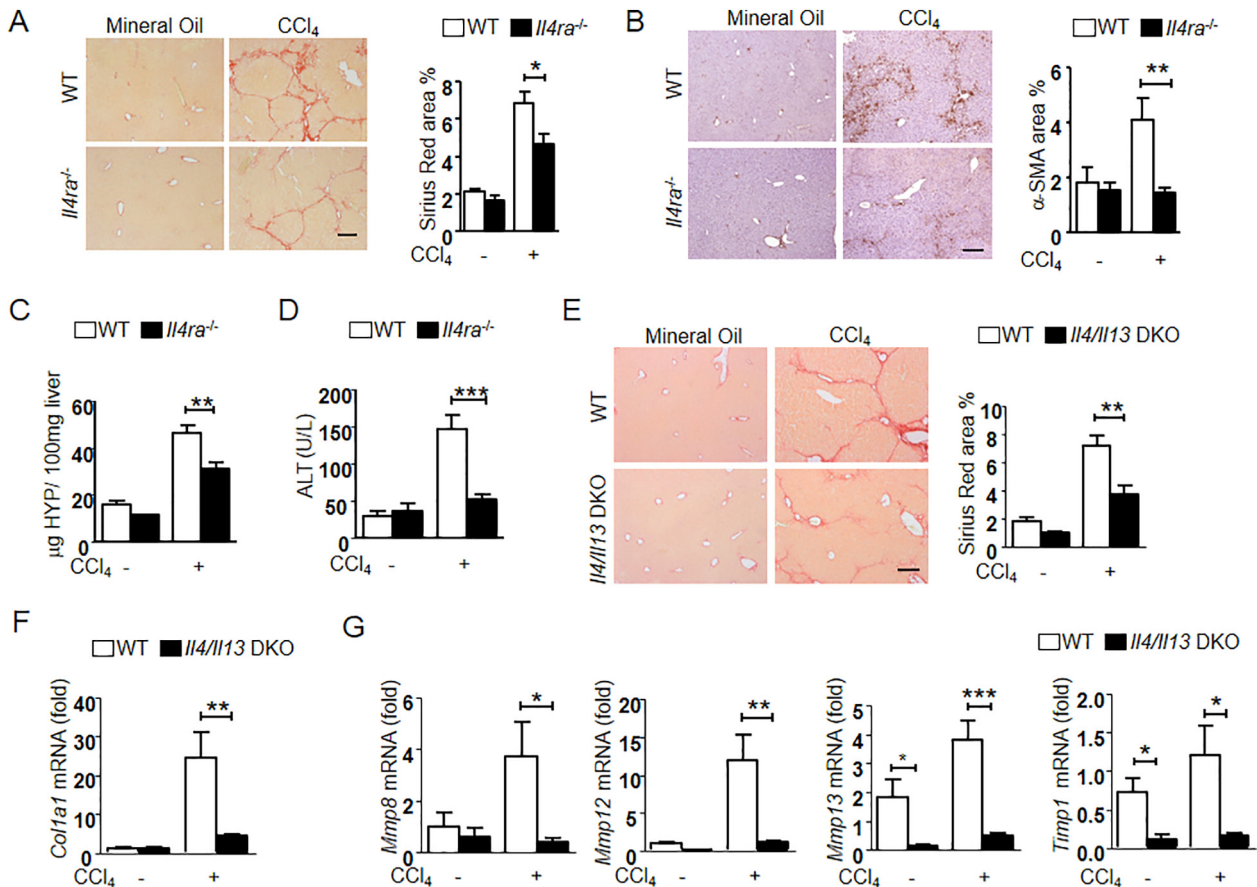 A
Mineral Oil CCl4
WT Il4ra-/-
WT
Il4ra-/-
Sirius Red area %
8
6
4
2
0
*
CCl4 - +
B
Mineral Oil CCl4
WT Il4ra-/-
WT
Il4ra-/-
α-SMA area %
6
4
2
0
**
CCl4 - +
C
WT Il4ra-/-
µg HYP/ 100mg liver
60
40
20
0
**
CCl4 - +
D
WT Il4ra-/-
ALT (U/L)
200
150
100
50
0
***
CCl4 - +
E
Mineral Oil CCl4
WT Il4/Il13 DKO
WT
Il4/Il13 DKO
Sirius Red area %
10
8
6
4
2
0
**
CCl4 - +
F
WT Il4/Il13 DKO
Col1a1 mRNA (fold)
40
30
20
10
0
**
CCl4 - +
G
WT Il4/Il13 DKO
Mmp8 mRNA (fold)
6
4
2
0
*
CCl4 - +
Mmp12 mRNA (fold)
20
15
10
5
0
**
- +
Mmp13 mRNA (fold)
5
4
3
2
1
0
*
***
CCl4 - +
Timp1 mRNA (fold)
2.0
1.5
1.0
0.5
0.0
*
*
CCl4 - +